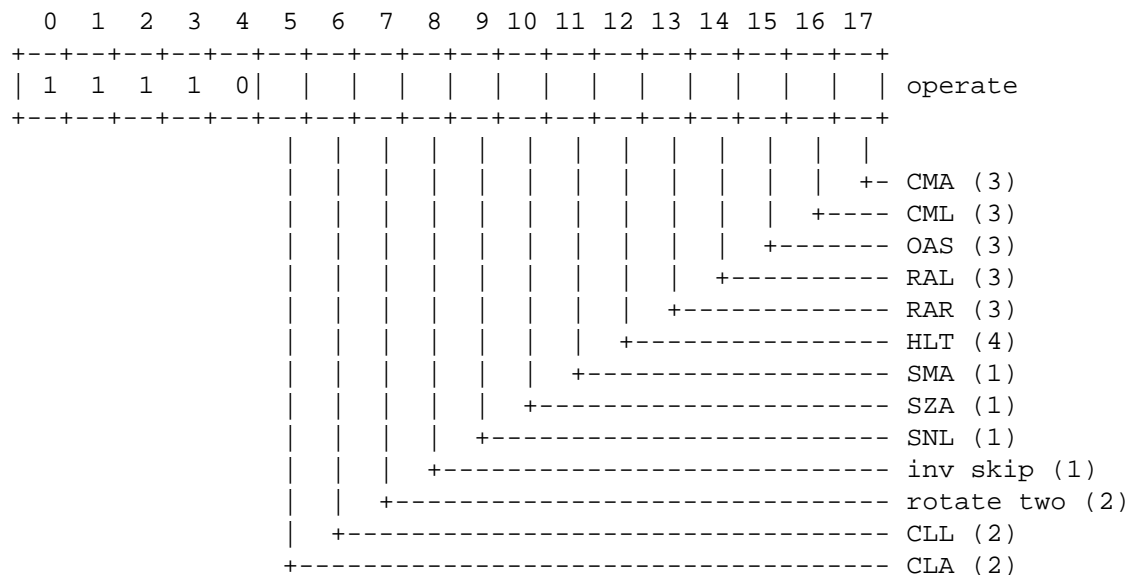 0  1  2  3  4  5  6  7  8  9 10 11 12 13 14 15 16 17
 +--+--+--+--+--+--+--+--+--+--+--+--+--+--+--+--+--+--+
 | 1  1  1  1  0|  |  |  |  |  |  |  |  |  |  |  |  |  | operate
 +--+--+--+--+--+--+--+--+--+--+--+--+--+--+--+--+--+--+
                  |  |  |  |  |  |  |  |  |  |  |  |  |
                  |  |  |  |  |  |  |  |  |  |  |  |  +- CMA (3)
                  |  |  |  |  |  |  |  |  |  |  |  +---- CML (3)
                  |  |  |  |  |  |  |  |  |  |  +------- OAS (3)
                  |  |  |  |  |  |  |  |  |  +---------- RAL (3)
                  |  |  |  |  |  |  |  |  +------------- RAR (3)
                  |  |  |  |  |  |  |  +---------------- HLT (4)
                  |  |  |  |  |  |  +------------------- SMA (1)
                  |  |  |  |  |  +---------------------- SZA (1)
                  |  |  |  |  +------------------------- SNL (1)
                  |  |  |  +---------------------------- inv skip (1)
                  |  |  +------------------------------- rotate two (2)
                  |  +---------------------------------- CLL (2)
                  +------------------------------------- CLA (2)